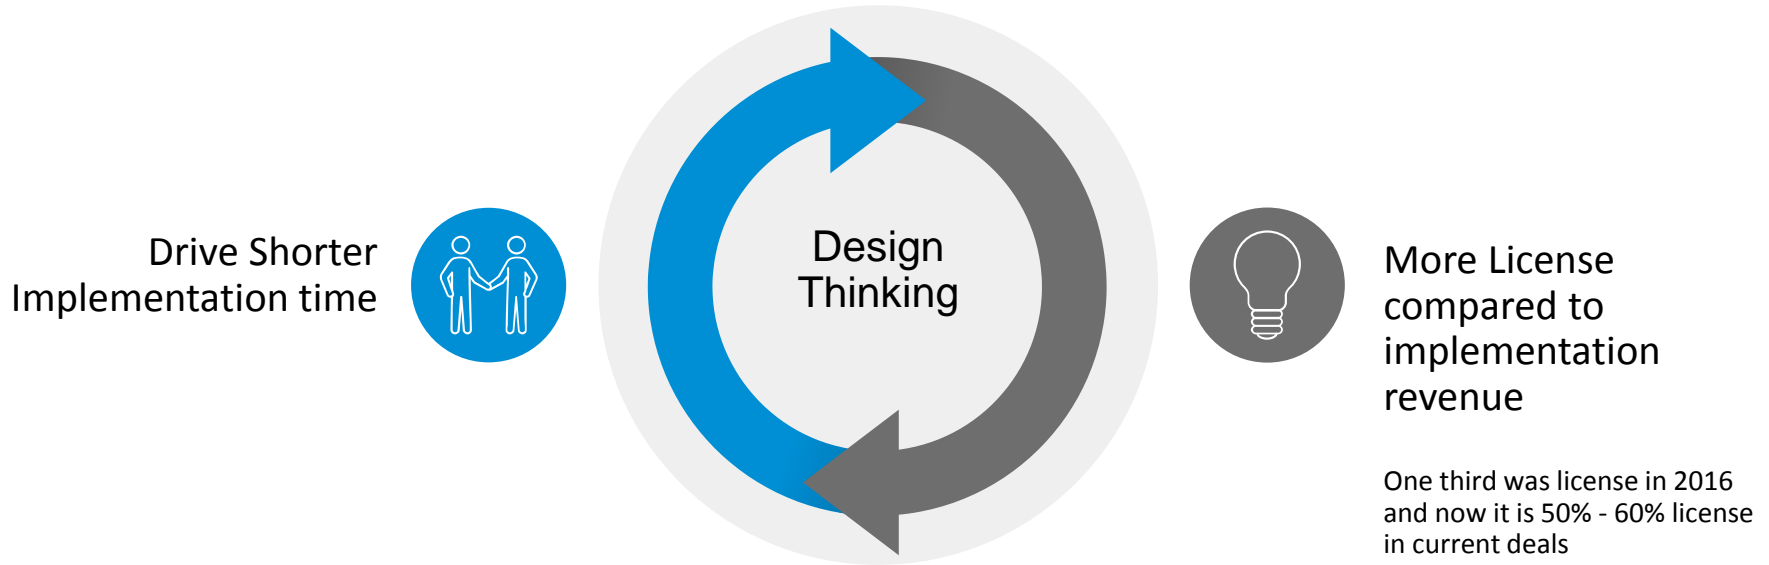 Drive Shorter
Implementation time
Design
Thinking
More License
compared to
implementation
revenue
One third was license in 2016
and now it is 50% - 60% license
in current deals